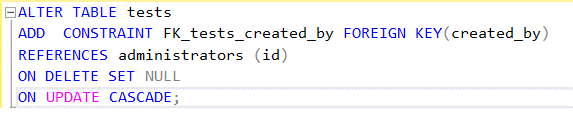 ALTER TABLE tests
ADD  CONSTRAINT FK_tests_created_by FOREIGN KEY(created_by)
REFERENCES administrators (id)
ON DELETE SET NULL
ON UPDATE CASCADE;